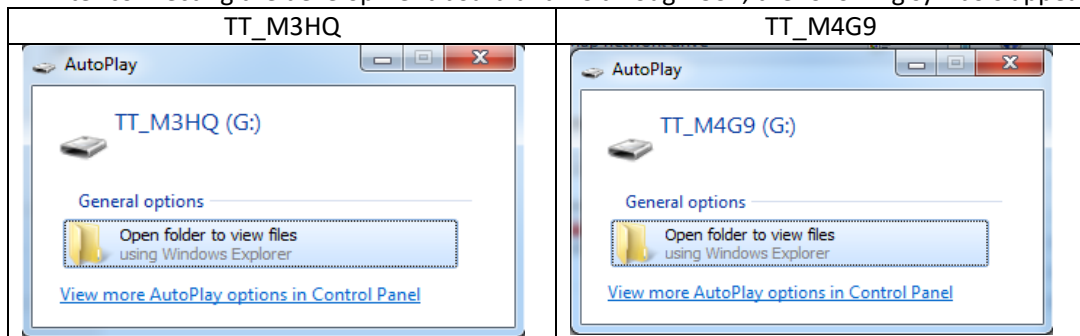 TT_M3HQ
TT_M4G9
AutoPlay
TT_M3HQ (G:)
General options
Open folder to view files
using Windows Explorer
View more AutoPlay options in Control Panel
AutoPlay
TT_M4G9 (G:)
General options
Open folder to view files
using Windows Explorer
View more AutoPlay options in Control Panel